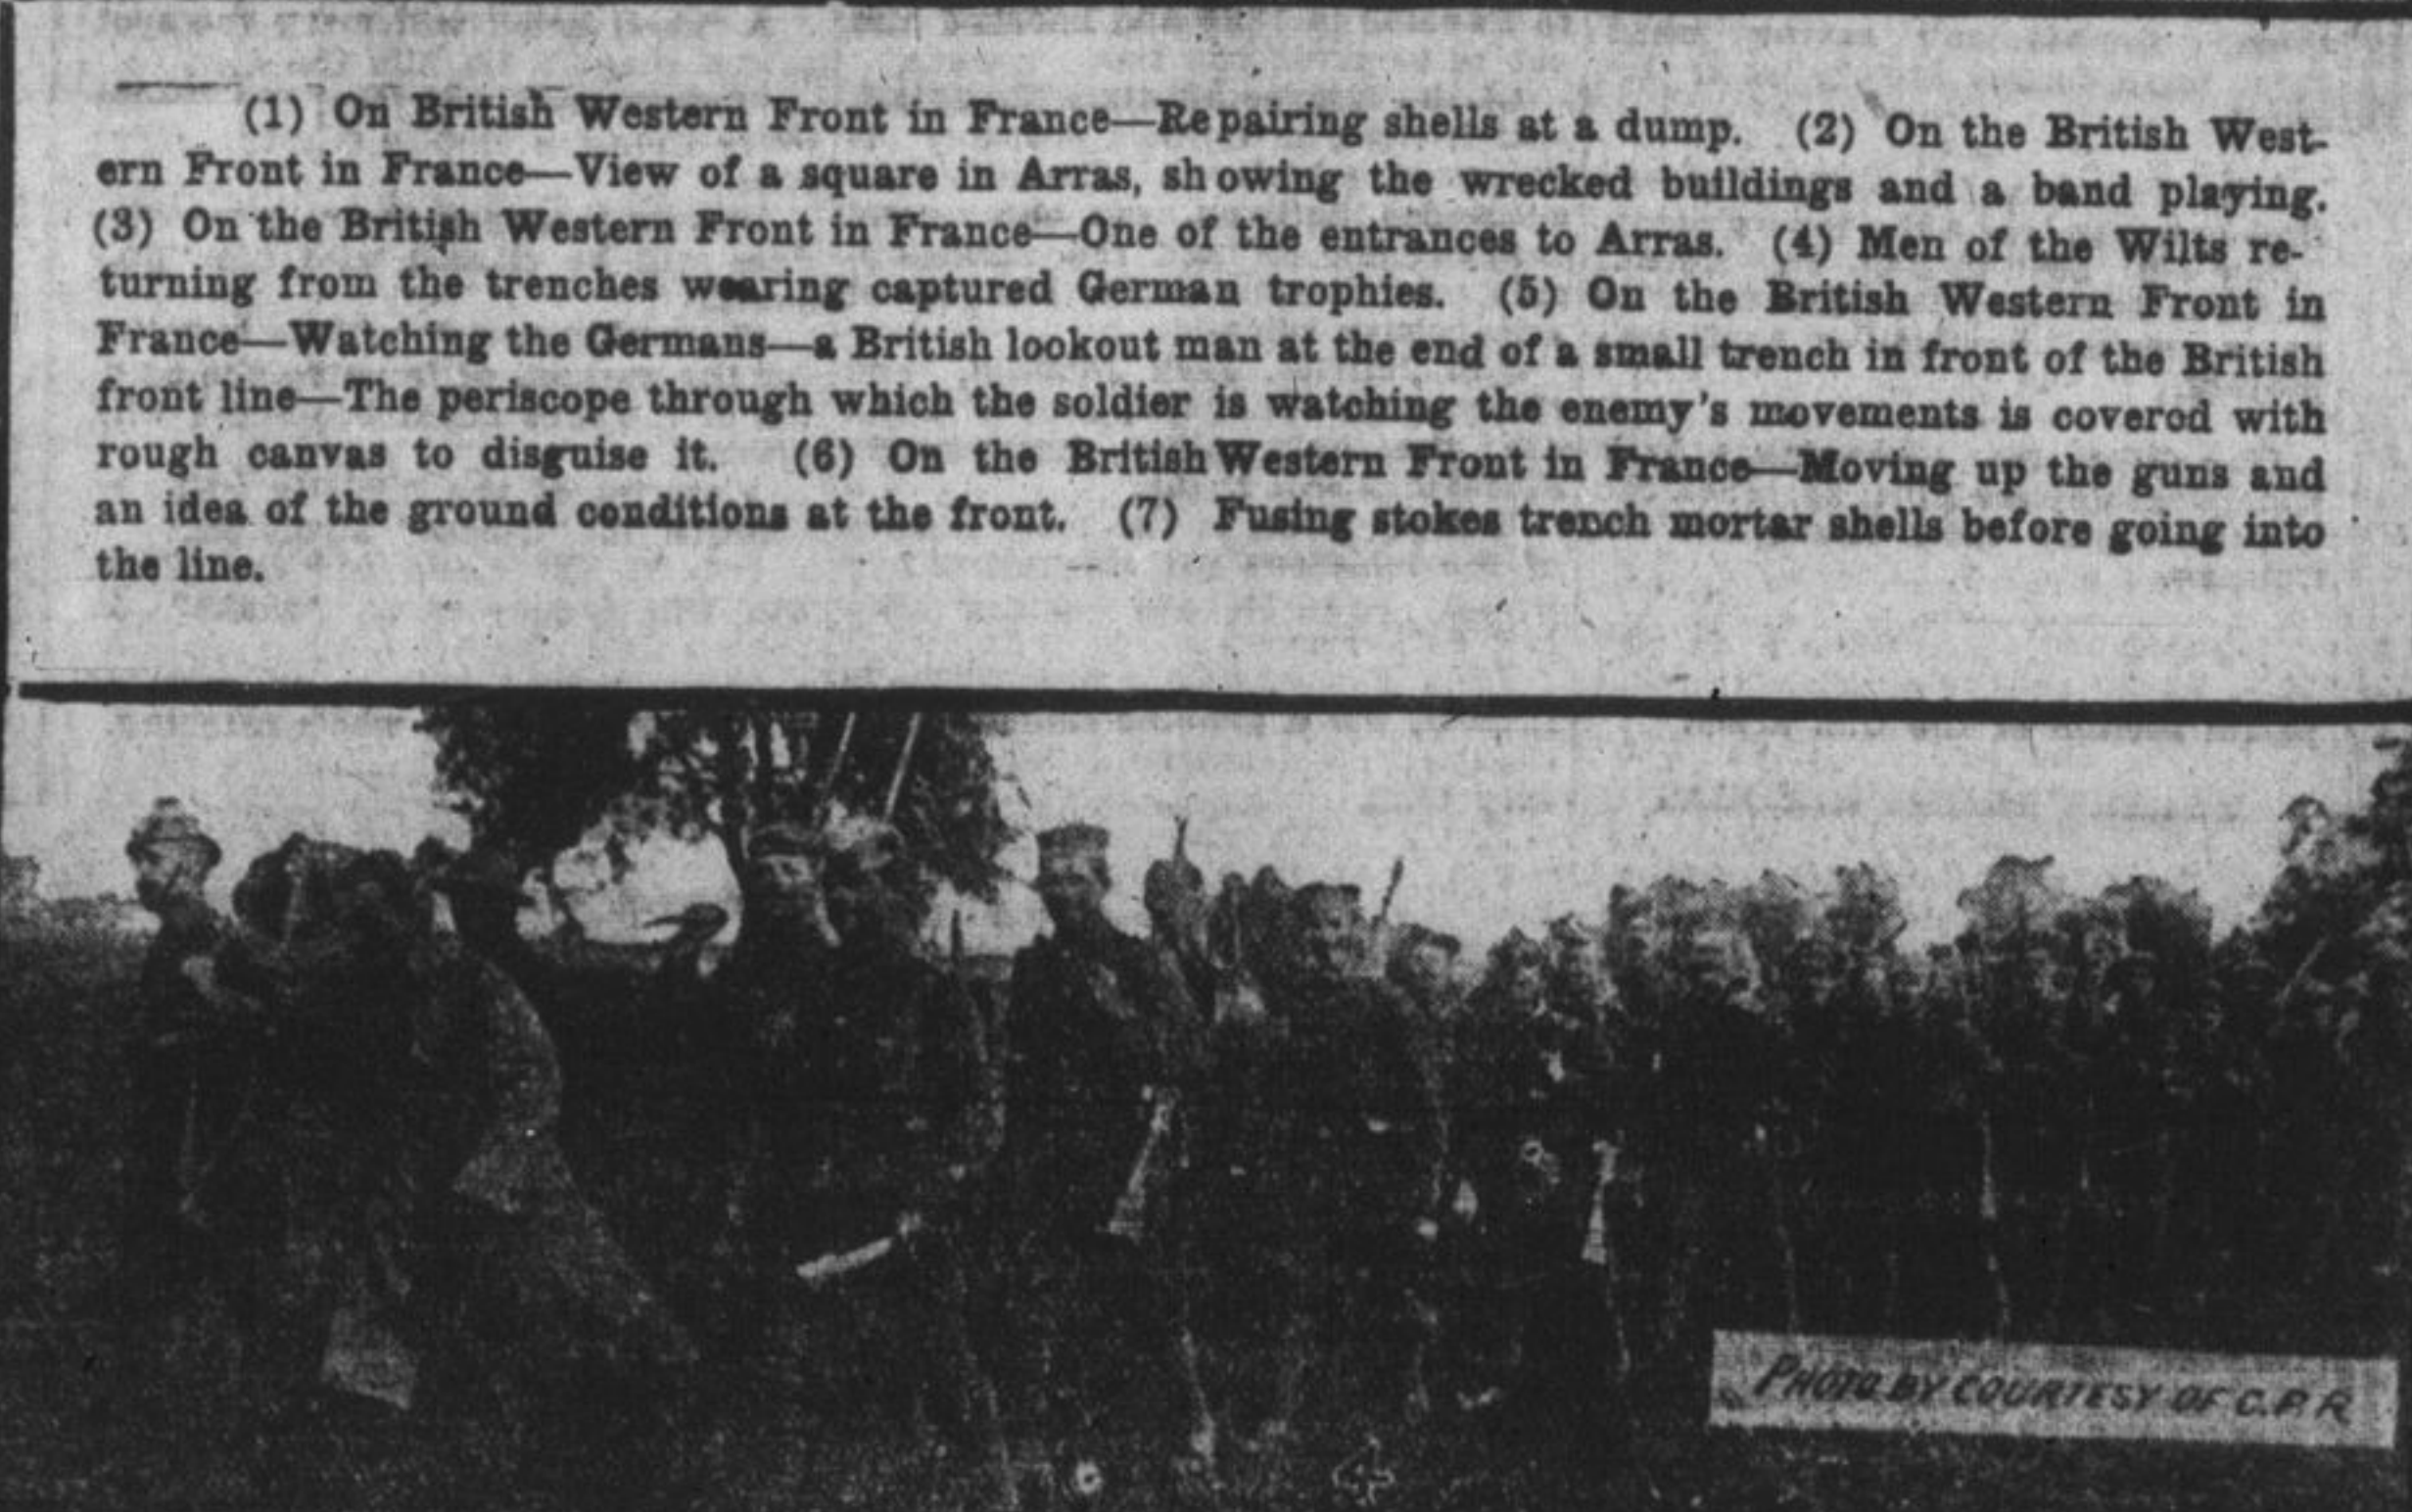 (1) On British Western Front in France—Repairing shells at a dump. (2) On the British West-
ern Front in France—View of a square in Arras, showing the wrecked buildings and a band playing.
(3) On the British Western Front in France—One of the entrances to Arras. (4) Men of the Wilts re-
turning from the trenches wearing captured German trophies. (5) On the British Western Front in
France—Watching the Germans—a British lookout man at the end of a small trench in front of the British
front line—The periscope through which the soldier is watching the enemy's movements is covered with
rough canvas to disguise it. (6) On the British Western Front in France—Moving up the guns and
an idea of the ground conditions at the front. (7) Fusing stokes trench mortar shells before going into
the line.
PHOTO BY COURTESY OF C.P.R
4